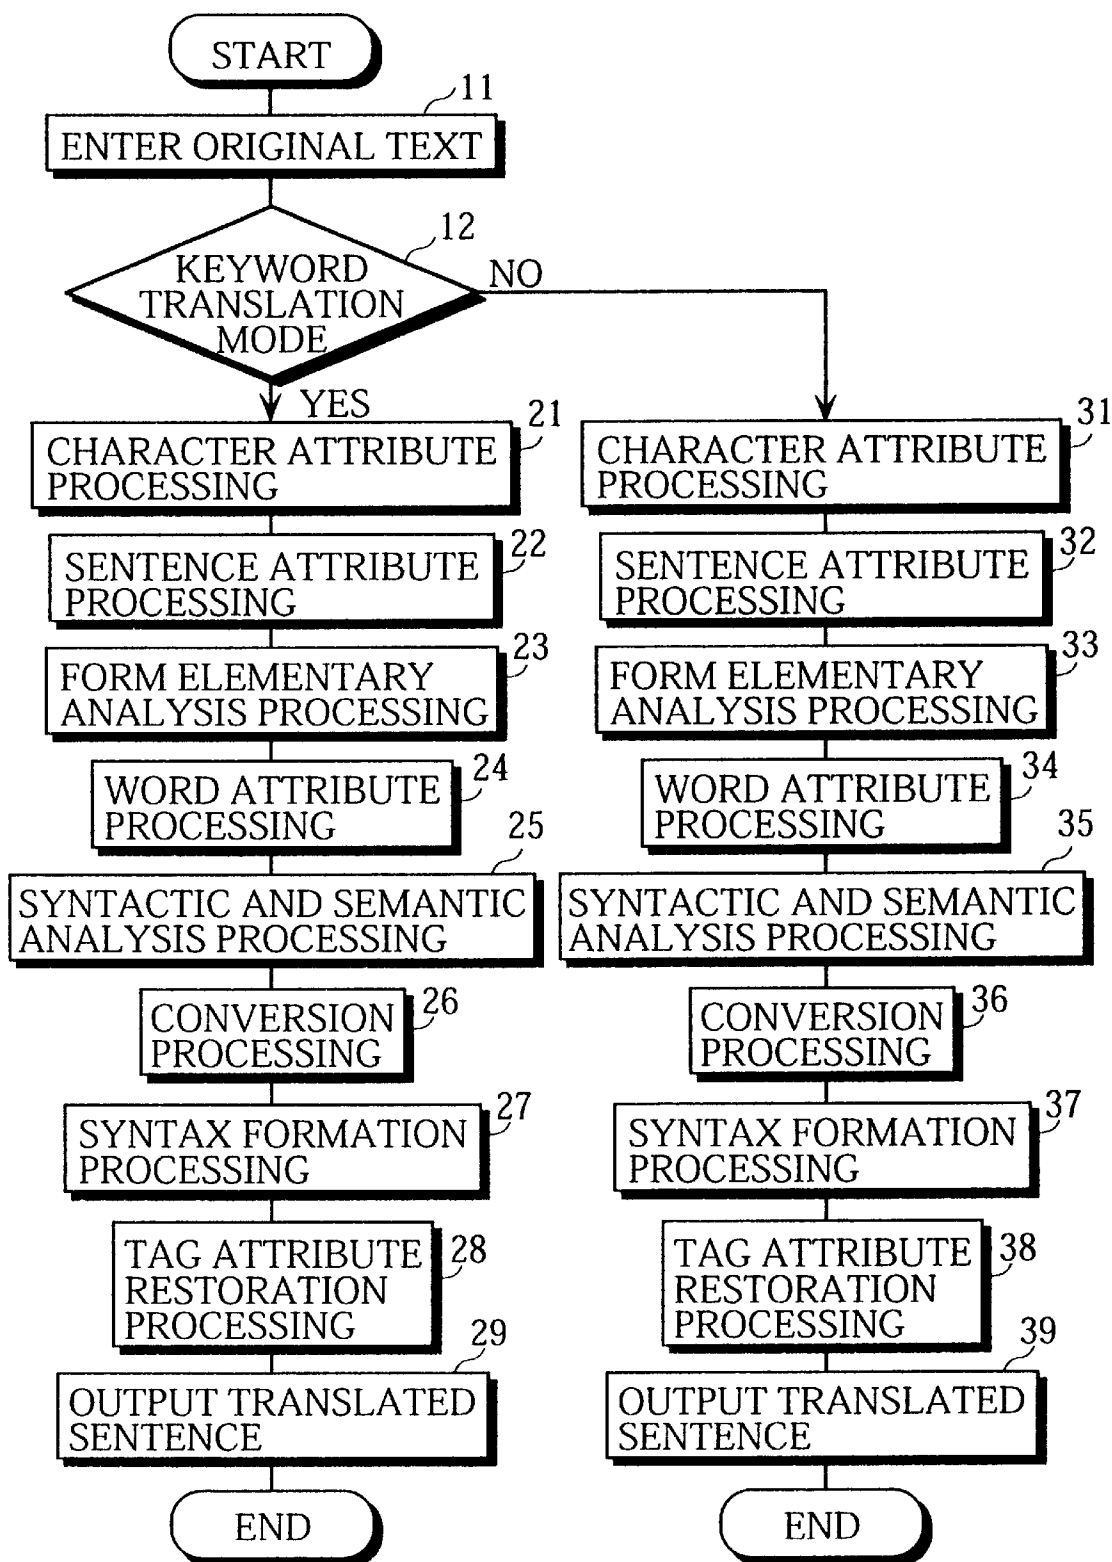 START
11
ENTER ORIGINAL TEXT
12
KEYWORD
TRANSLATION
MODE
NO
YES
21
CHARACTER ATTRIBUTE
PROCESSING
22
SENTENCE ATTRIBUTE
PROCESSING
23
FORM ELEMENTARY
ANALYSIS PROCESSING
24
WORD ATTRIBUTE
PROCESSING
25
SYNTACTIC AND SEMANTIC
ANALYSIS PROCESSING
26
CONVERSION
PROCESSING
27
SYNTAX FORMATION
PROCESSING
28
TAG ATTRIBUTE
RESTORATION
PROCESSING
29
OUTPUT TRANSLATED
SENTENCE
END
31
CHARACTER ATTRIBUTE
PROCESSING
32
SENTENCE ATTRIBUTE
PROCESSING
33
FORM ELEMENTARY
ANALYSIS PROCESSING
34
WORD ATTRIBUTE
PROCESSING
35
SYNTACTIC AND SEMANTIC
ANALYSIS PROCESSING
36
CONVERSION
PROCESSING
37
SYNTAX FORMATION
PROCESSING
38
TAG ATTRIBUTE
RESTORATION
PROCESSING
39
OUTPUT TRANSLATED
SENTENCE
END